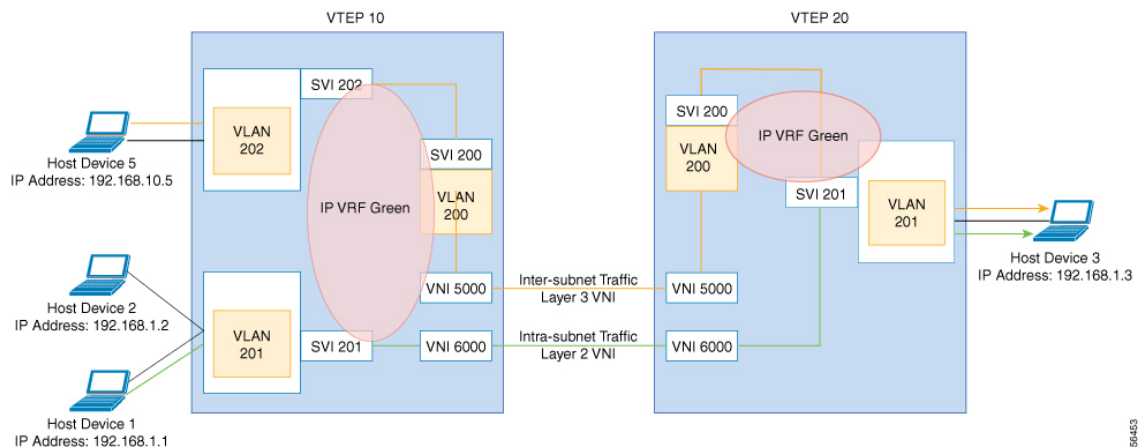 VTEP 10
VTEP 20
SVI 202
VLAN
202
Host Device 5
IP Address: 192.168.10.5
SVI 200
VLAN
200
IP VRF Green
SVI 200
VLAN
200
IP VRF Green
SVI 201
VLAN
201
Host Device 3
IP Address: 192.168.1.3
Host Device 2
IP Address: 192.168.1.2
VNI 5000
Inter-subnet Traffic
Layer 3 VNI
VNI 5000
VLAN
201
SVI 201
VNI 6000
Intra-subnet Traffic
Layer 2 VNI
VNI 6000
Host Device 1
IP Address: 192.168.1.1